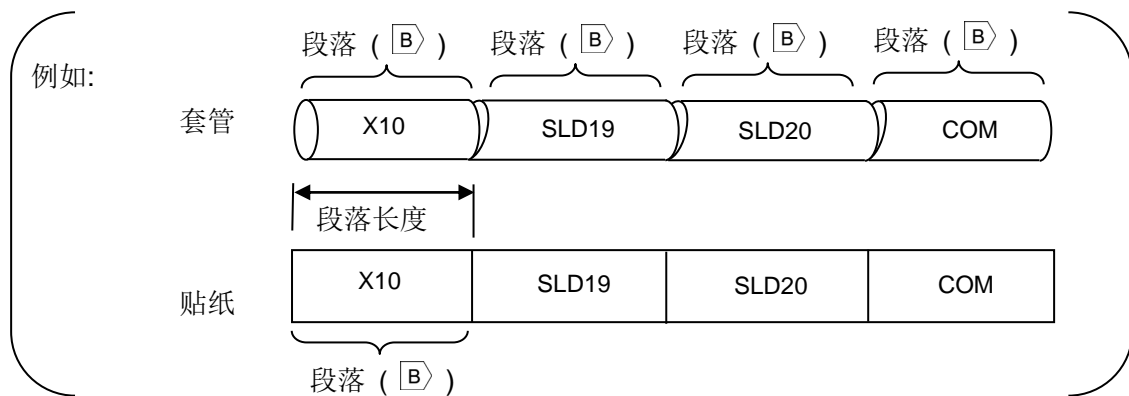 段落 ( B ) 段落 ( B ) 段落 ( B ) 段落 ( B )
例如:
套管 X10 SLD19 SLD20 COM
段落长度
贴纸 X10 SLD19 SLD20 COM
段落 ( B )